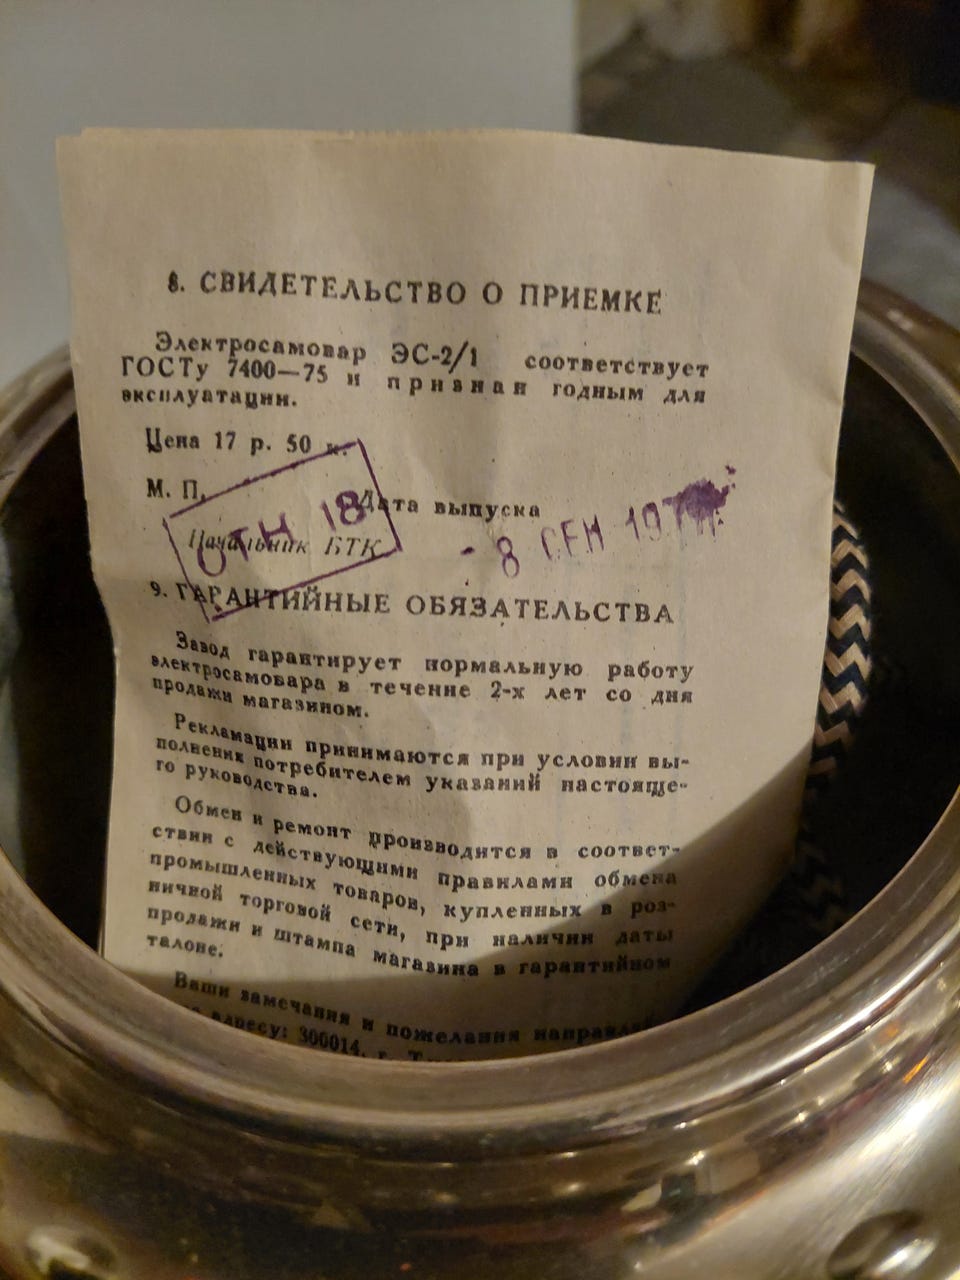 8. СВИДЕТЕЛЬСТВО О ПРИЕМКЕ
Электросамовар ЭС-2/1 соответствует
ГОСТу 7400—75 и признан годным для
эксплуатации.
Цена 17 р. 50 к.
М. П.
Дата выпуска
ОТН 18
Начальник БТК
- 8 СЕН 197
9. ГАРАНТИЙНЫЕ ОБЯЗАТЕЛЬСТВА
Завод гарантирует нормальную работу
электросамовара в течение 2-х лет со дня
продажи магазином.
Рекламации принимаются при условии вы-
полнения потребителем указаний настояще-
го руководства.
Обмен и ремонт производится в соответ-
ствии с действующими правилами обмена
промышленных товаров, купленных в роз-
ничной торговой сети, при наличии даты
продажи и штампа магазина в гарантийном
талоне.
Ваши замечания и пожелания
адресу: 300014, г.